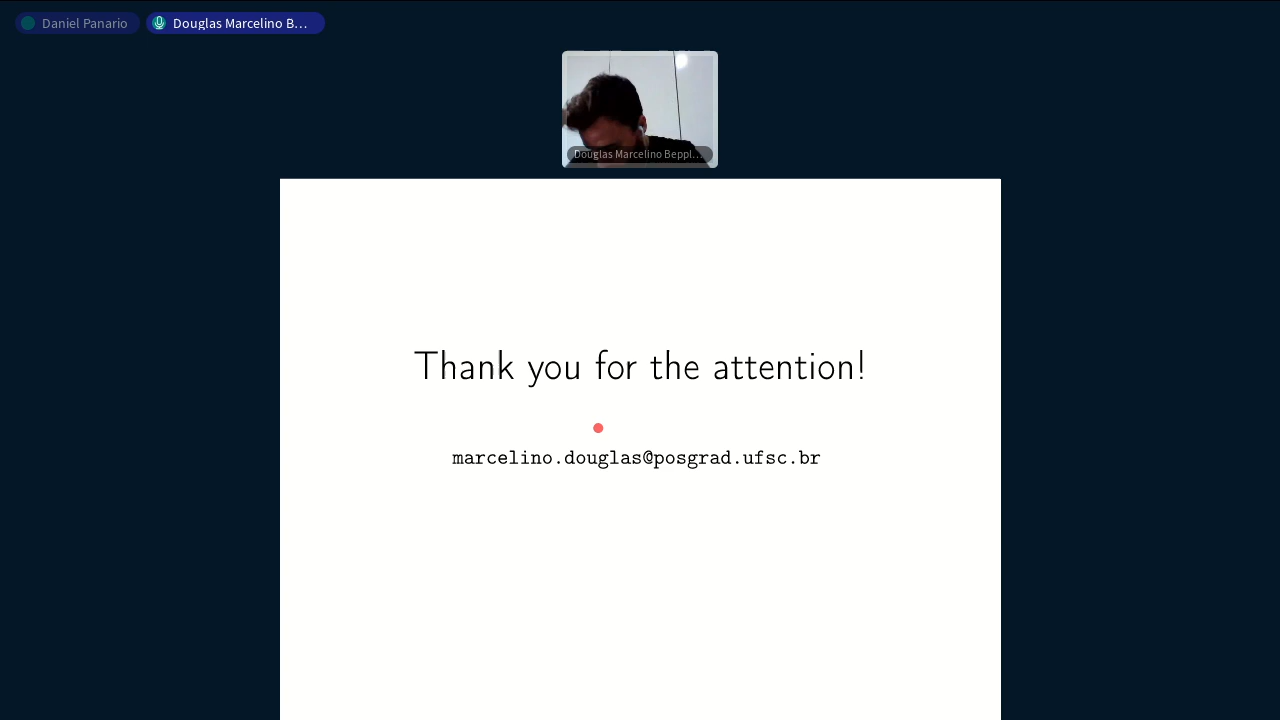 Daniel Panario
Douglas Marcelino B...
Douglas Marcelino Beppl...
Thank you for the attention!
marcelino.douglas@posgrad.ufsc.br